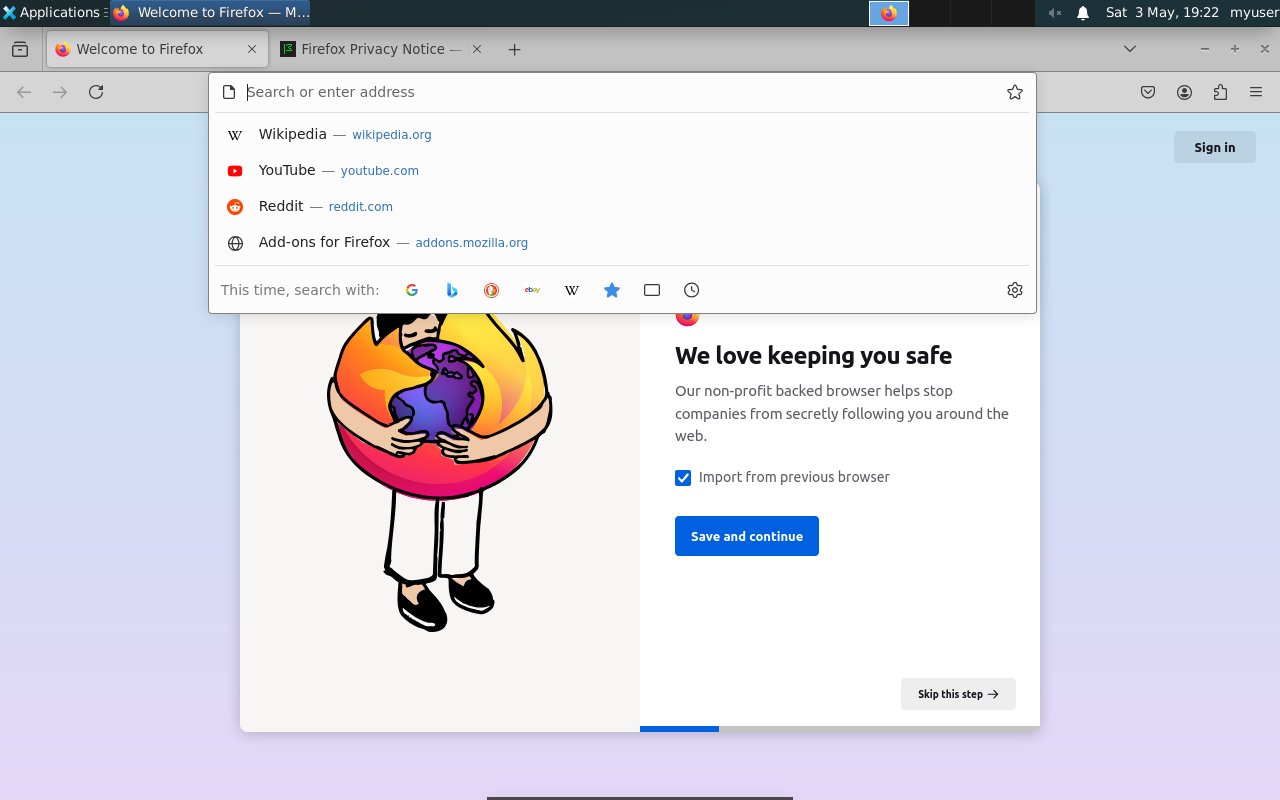 Applications
Welcome to Firefox — M...
Sat 3 May, 19:22
myuser
Welcome to Firefox
Firefox Privacy Notice —
Search or enter address
Wikipedia — wikipedia.org
YouTube — youtube.com
Reddit — reddit.com
Add-ons for Firefox — addons.mozilla.org
This time, search with:
ebay
W
Sign in
We love keeping you safe
Our non-profit backed browser helps stop
companies from secretly following you around the
web.
Import from previous browser
Save and continue
Skip this step